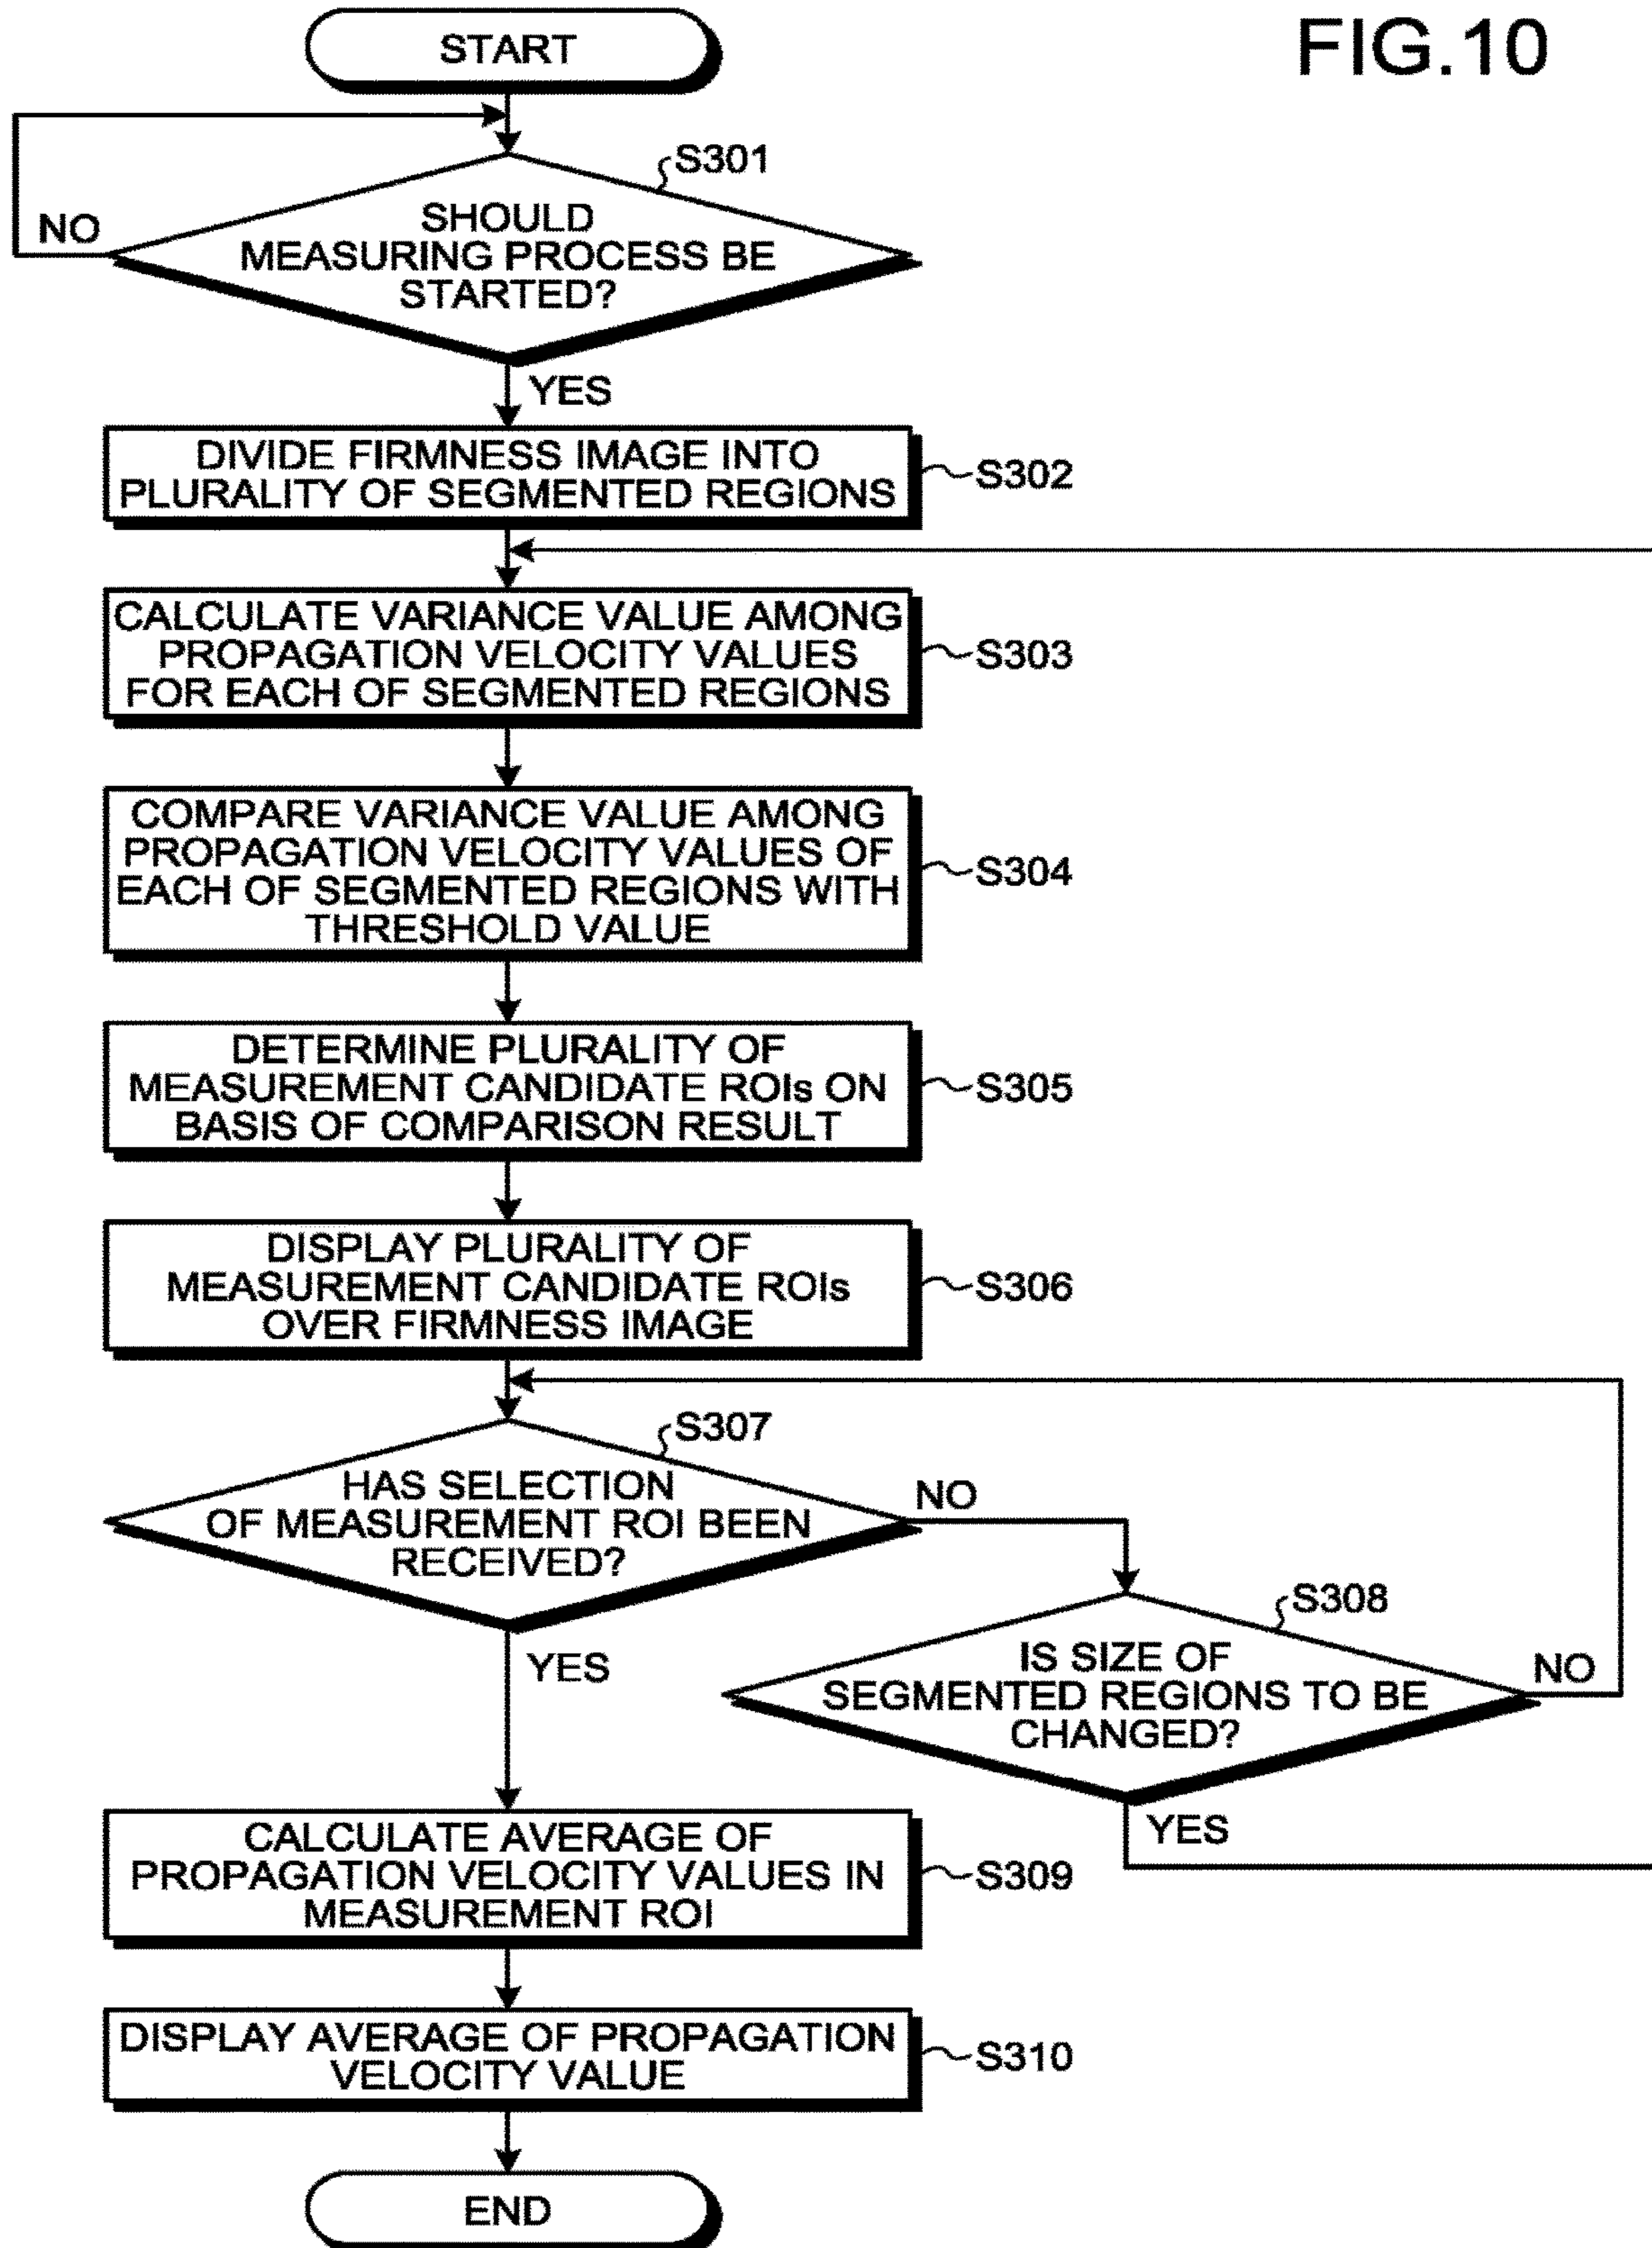 FIG.10
START
S301
NO
SHOULD
MEASURING PROCESS BE
STARTED?
YES
DIVIDE FIRMNESS IMAGE INTO
PLURALITY OF SEGMENTED REGIONS
S302
CALCULATE VARIANCE VALUE AMONG
PROPAGATION VELOCITY VALUES
FOR EACH OF SEGMENTED REGIONS
S303
COMPARE VARIANCE VALUE AMONG
PROPAGATION VELOCITY VALUES OF
EACH OF SEGMENTED REGIONS WITH
THRESHOLD VALUE
S304
DETERMINE PLURALITY OF
MEASUREMENT CANDIDATE ROIs ON
BASIS OF COMPARISON RESULT
S305
DISPLAY PLURALITY OF
MEASUREMENT CANDIDATE ROIs
OVER FIRMNESS IMAGE
S306
S307
HAS SELECTION
OF MEASUREMENT ROI BEEN
RECEIVED?
NO
YES
S308
IS SIZE OF
SEGMENTED REGIONS TO BE
CHANGED?
NO
YES
CALCULATE AVERAGE OF
PROPAGATION VELOCITY VALUES IN
MEASUREMENT ROI
S309
DISPLAY AVERAGE OF PROPAGATION
VELOCITY VALUE
S310
END